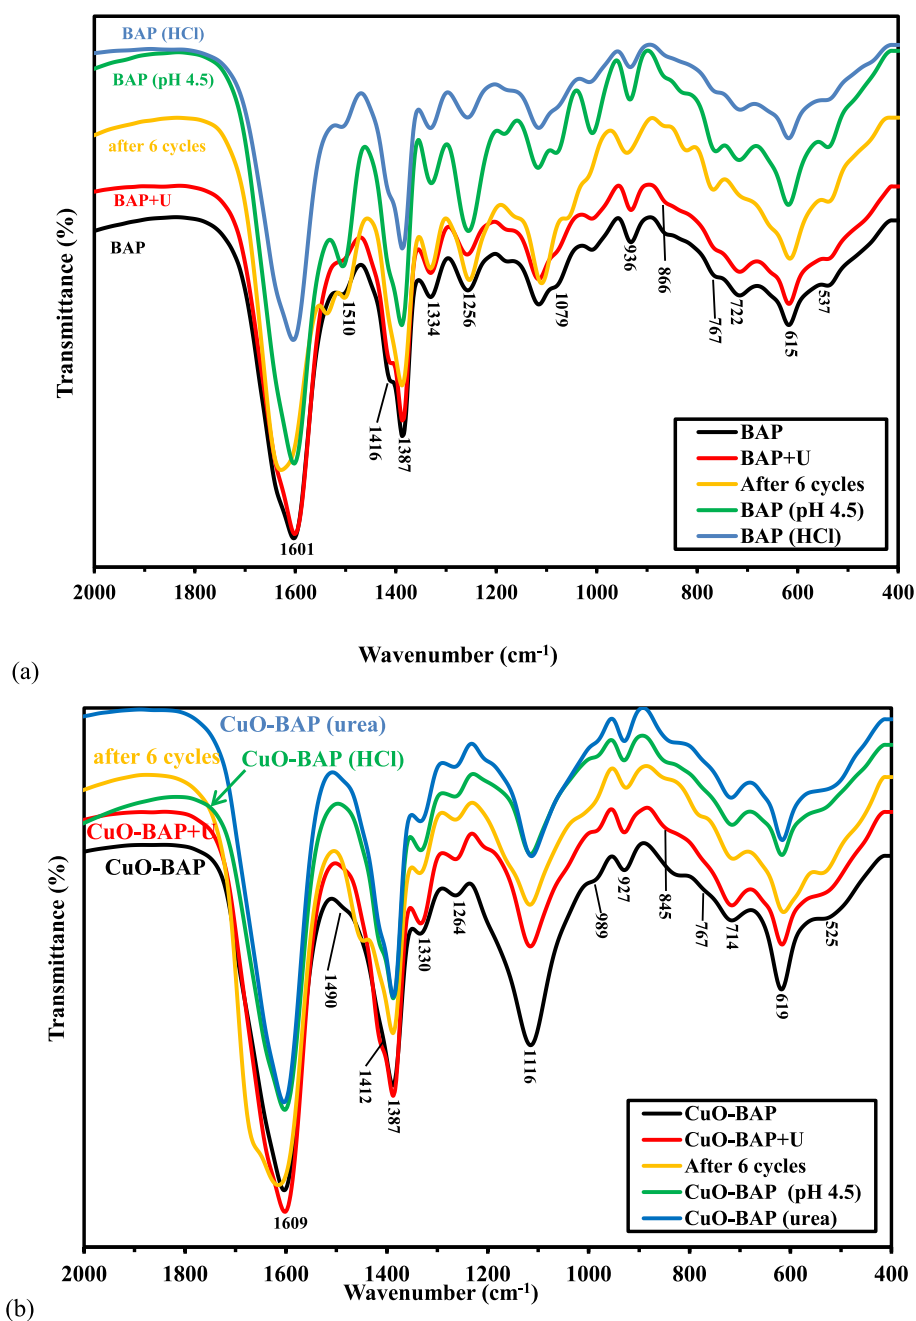 BAP (HCl)
BAP (pH 4.5)
after 6 cycles
BAP+U
BAP
Transmittance (%)
1601
1510
1416
1387
1334
1256
1079
936
866
767
722
615
537
BAP
BAP+U
After 6 cycles
BAP (pH 4.5)
BAP (HCl)
2000 1800 1600 1400 1200 1000 800 600 400
Wavenumber (cm-1)
(a)
CuO-BAP (urea)
after 6 cycles
CuO-BAP (HCl)
CuO-BAP+U
CuO-BAP
Transmittance (%)
1609
1490
1412
1387
1330
1264
1116
989
927
845
767
714
619
525
CuO-BAP
CuO-BAP+U
After 6 cycles
CuO-BAP (pH 4.5)
CuO-BAP (urea)
2000 1800 1600 1400 1200 1000 800 600 400
Wavenumber (cm-1)
(b)